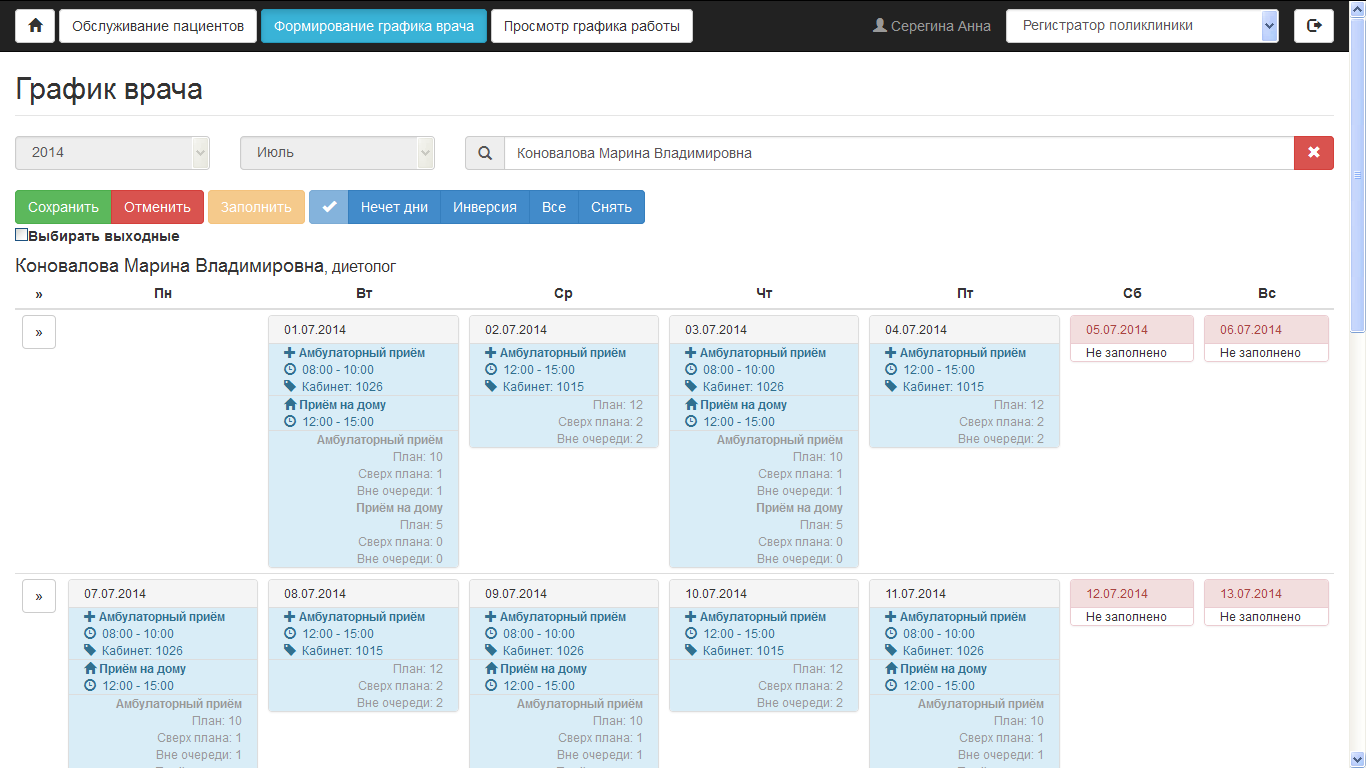 Обслуживание пациентов Формирование графика врача Просмотр графика работы Серегина Анна Регистратор поликлиники
График врача
2014 Июль Коновалова Марина Владимировна
Сохранить Отменить Заполнить Нечет дни Инверсия Все Снять
Выбирать выходные
Коновалова Марина Владимировна, диетолог
» Пн Вт Ср Чт Пт Сб Вс
» 01.07.2014 02.07.2014 03.07.2014 04.07.2014 05.07.2014 06.07.2014
Амбулаторный приём Амбулаторный приём Амбулаторный приём Амбулаторный приём Не заполнено Не заполнено
08:00 - 10:00 12:00 - 15:00 08:00 - 10:00 12:00 - 15:00
Кабинет: 1026 Кабинет: 1015 Кабинет: 1026 Кабинет: 1015
Приём на дому План: 12 Приём на дому План: 12
12:00 - 15:00 Сверх плана: 2 12:00 - 15:00 Сверх плана: 2
Амбулаторный приём Вне очереди: 2 Амбулаторный приём Вне очереди: 2
План: 10 План: 10
Сверх плана: 1 Сверх плана: 1
Вне очереди: 1 Вне очереди: 1
Приём на дому Приём на дому
План: 5 План: 5
Сверх плана: 0 Сверх плана: 0
Вне очереди: 0 Вне очереди: 0
» 07.07.2014 08.07.2014 09.07.2014 10.07.2014 11.07.2014 12.07.2014 13.07.2014
Амбулаторный приём Амбулаторный приём Амбулаторный приём Амбулаторный приём Амбулаторный приём Не заполнено Не заполнено
08:00 - 10:00 12:00 - 15:00 08:00 - 10:00 12:00 - 15:00 08:00 - 10:00
Кабинет: 1026 Кабинет: 1015 Кабинет: 1026 Кабинет: 1015 Кабинет: 1026
Приём на дому План: 12 Приём на дому План: 12 Приём на дому
12:00 - 15:00 Сверх плана: 2 12:00 - 15:00 Сверх плана: 2 12:00 - 15:00
Амбулаторный приём Вне очереди: 2 Амбулаторный приём Вне очереди: 2 Амбулаторный приём
План: 10 План: 10 План: 10
Сверх плана: 1 Сверх плана: 1 Сверх плана: 1
Вне очереди: 1 Вне очереди: 1 Вне очереди: 1